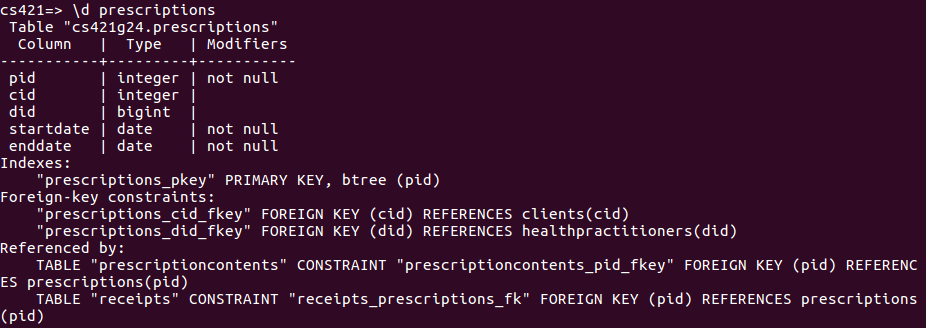 cs421=> \d prescriptions
 Table "cs421g24.prescriptions"
  Column   |  Type   | Modifiers
-----------+---------+-----------
 pid       | integer | not null
 cid       | integer |
 did       | bigint  |
 startdate | date    | not null
 enddate   | date    | not null
Indexes:
    "prescriptions_pkey" PRIMARY KEY, btree (pid)
Foreign-key constraints:
    "prescriptions_cid_fkey" FOREIGN KEY (cid) REFERENCES clients(cid)
    "prescriptions_did_fkey" FOREIGN KEY (did) REFERENCES healthpractitioners(did)
Referenced by:
    TABLE "prescriptioncontents" CONSTRAINT "prescriptioncontents_pid_fkey" FOREIGN KEY (pid) REFERENC
ES prescriptions(pid)
    TABLE "receipts" CONSTRAINT "receipts_prescriptions_fk" FOREIGN KEY (pid) REFERENCES prescriptions
(pid)